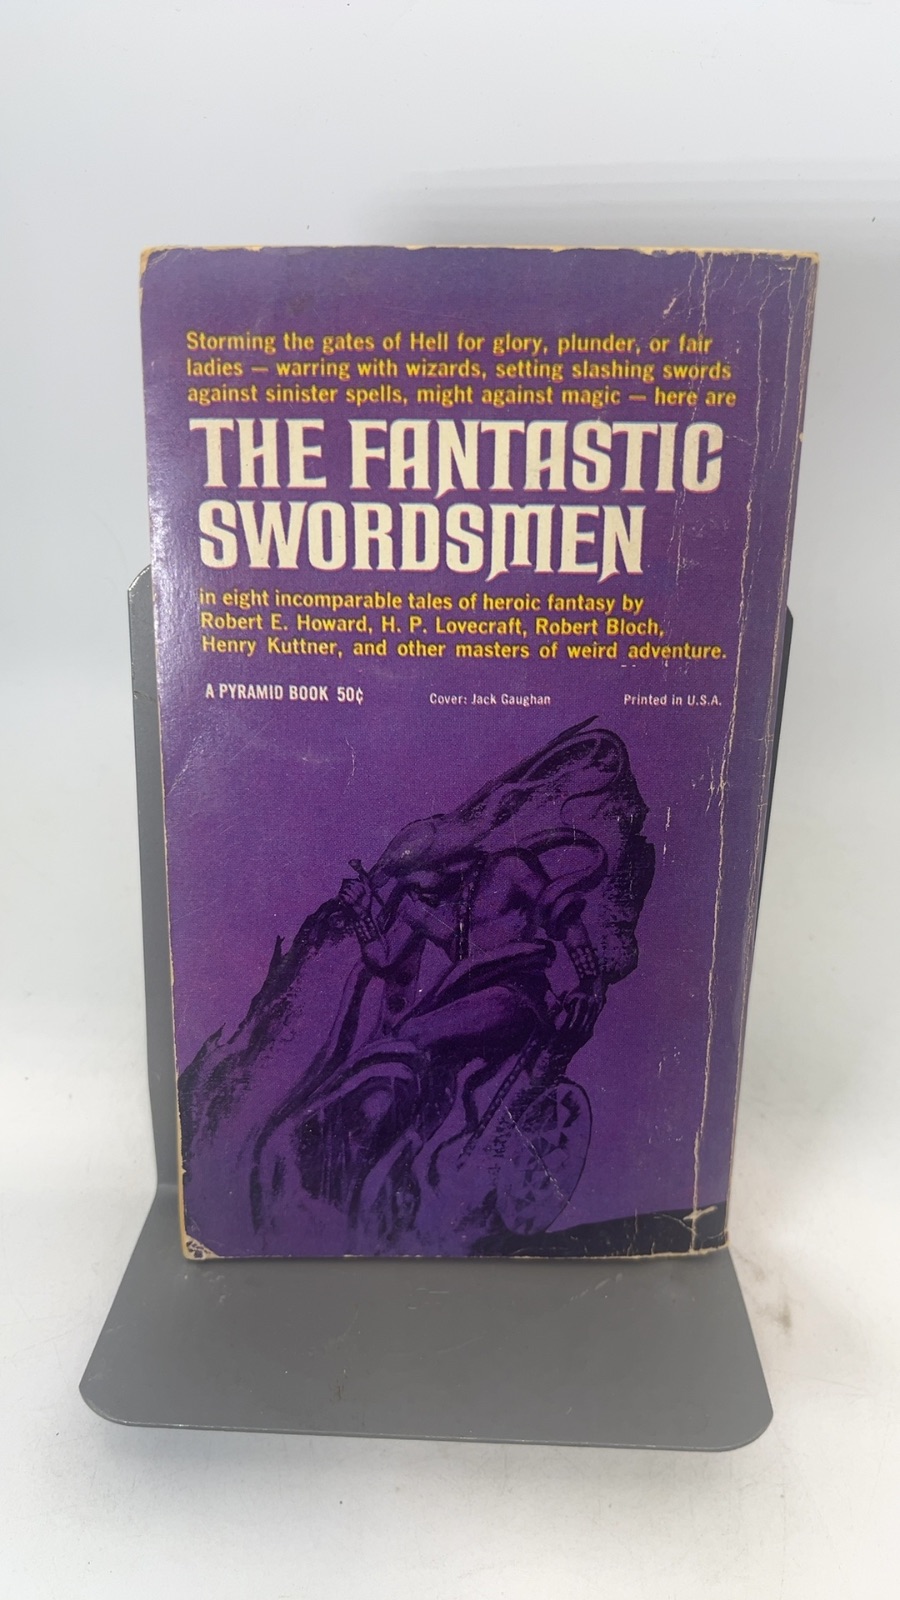 Storming the gates of Hell for glory, plunder, or fair
ladies — warring with wizards, setting slashing swords
against sinister spells, might against magic — here are
THE FANTASTIC
SWORDSMEN
in eight incomparable tales of heroic fantasy by
Robert E. Howard, H. P. Lovecraft, Robert Bloch,
Henry Kuttner, and other masters of weird adventure.
A PYRAMID BOOK 50¢ Cover: Jack Gaughan Printed in U.S.A.